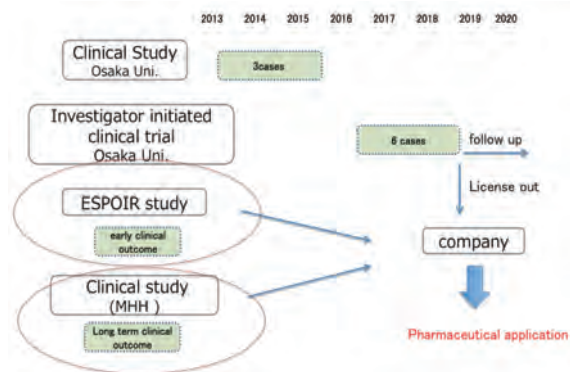 2013 2014 2015 2016 2017 2018 2019 2020
Clinical Study
Osaka Uni.
3cases
Investigator initiated
clinical trial
Osaka Uni.
6 cases
follow up
License out
ESPOIR study
early clinical
outcome
company
Clinical study
(MHH )
Long term clinical
outcome
Pharmaceutical application